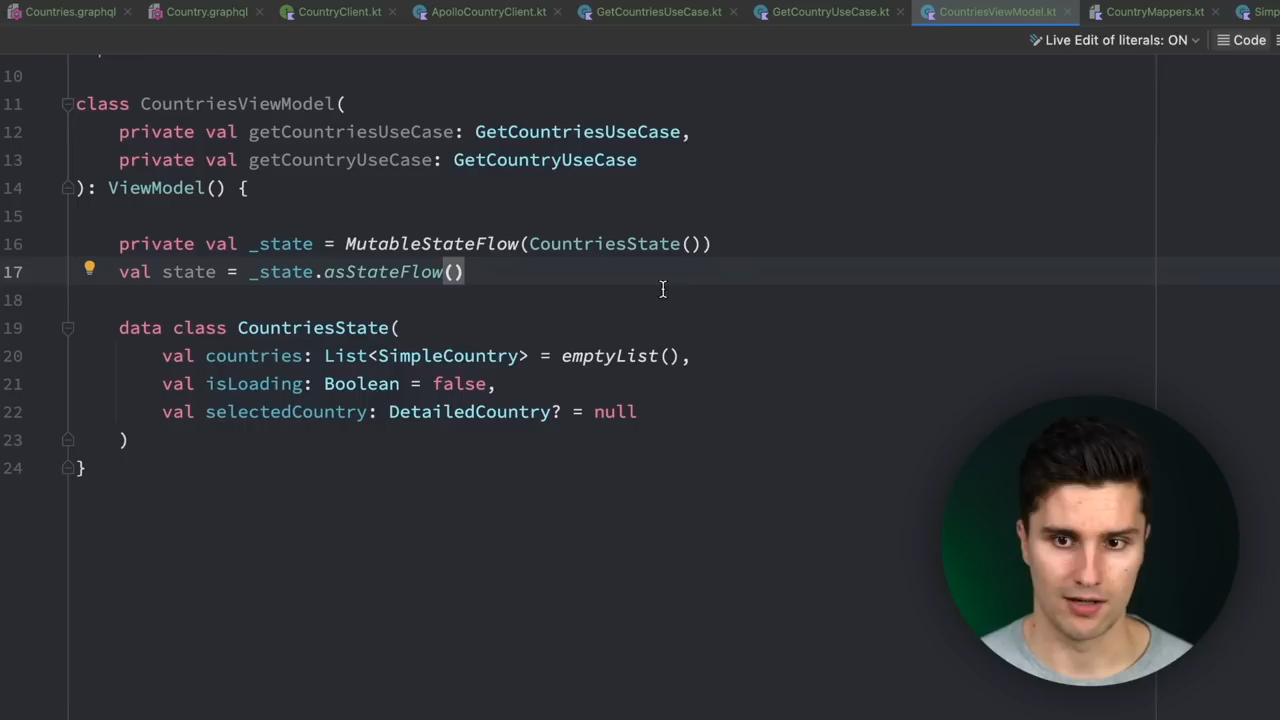 Countries.graphql
Country.graphql
CountryClient.kt
ApolloCountryClient.kt
GetCountriesUseCase.kt
GetCountryUseCase.kt
CountriesViewModel.kt
CountryMappers.kt
Live Edit of literals: ON
Code
10
11 class CountriesViewModel(
12 private val getCountriesUseCase: GetCountriesUseCase,
13 private val getCountryUseCase: GetCountryUseCase
14 ): ViewModel() {
15
16 private val _state = MutableStateFlow(CountriesState())
17 val state = _state.asStateFlow()
18
19 data class CountriesState(
20 val countries: List<SimpleCountry> = emptyList(),
21 val isLoading: Boolean = false,
22 val selectedCountry: DetailedCountry? = null
23 )
24 }